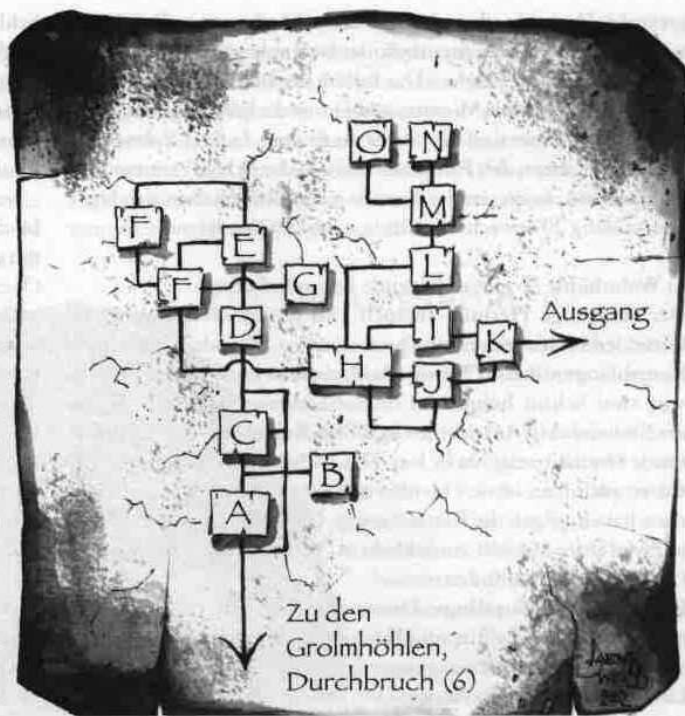 O N
F M
E
F G L
D I K Ausgang
H J
C
B
A
Zu den
Grolmhöhlen,
Durchbruch (6)